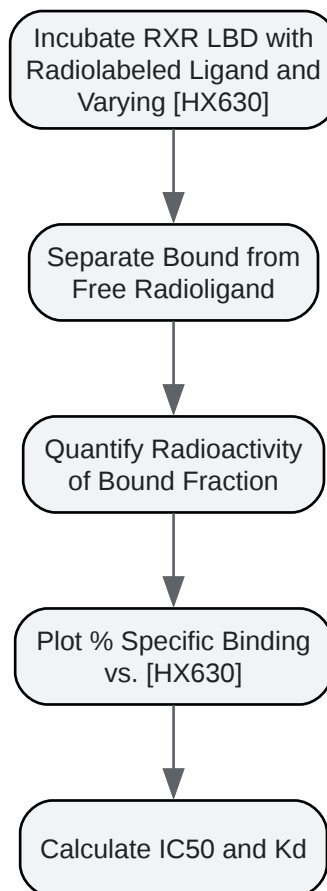 Incubate RXR LBD with
Radiolabeled Ligand and
Varying [HX630]
Separate Bound from
Free Radioligand
Quantify Radioactivity
of Bound Fraction
Plot % Specific Binding
vs. [HX630]
Calculate IC50 and Kd